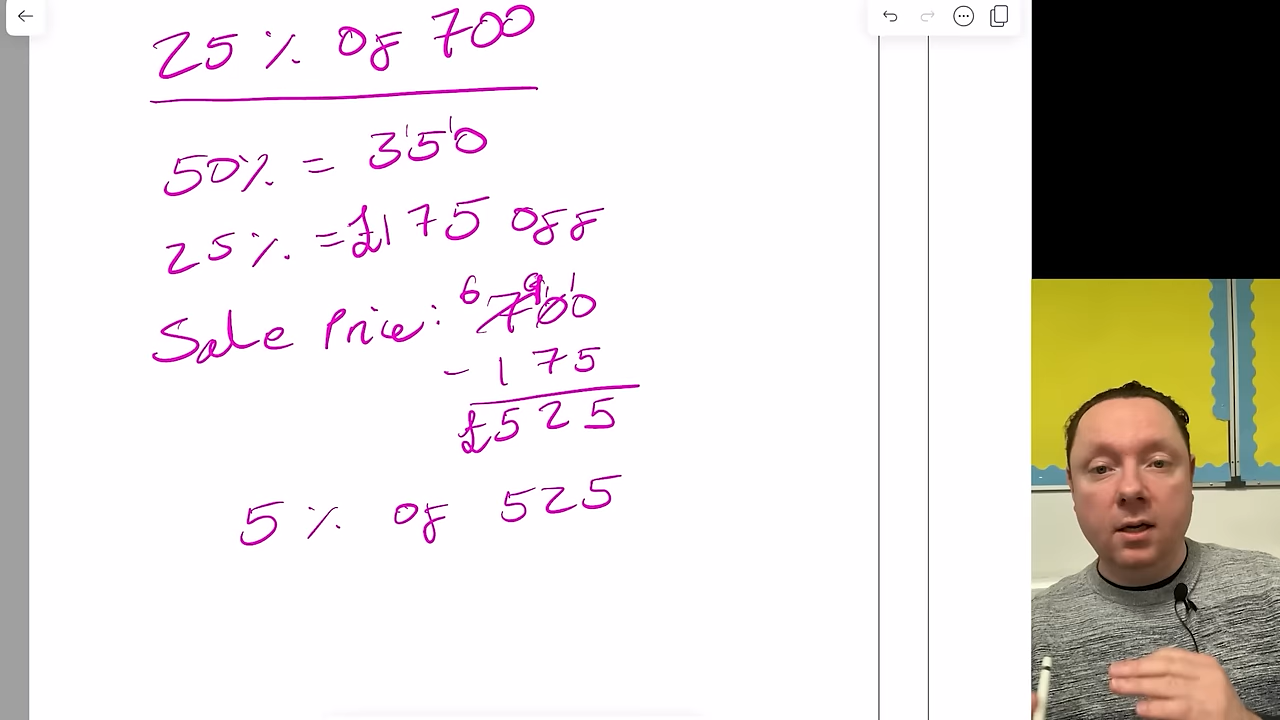 25% of 700
50% = 350
25% = £175 off
Sale Price: 700
- 175
£525
5% of 525